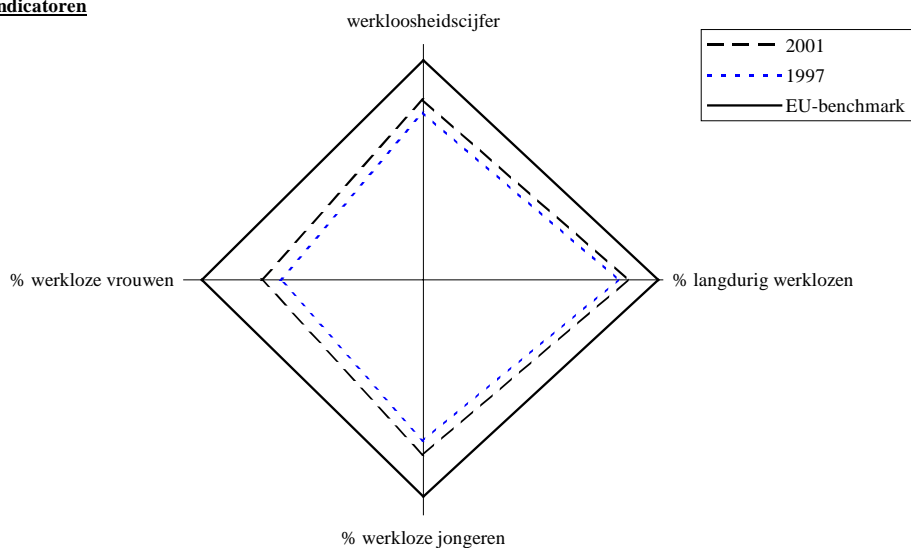 ndicatoren
werkloosheidscijfer
2001
1997
EU-benchmark
% werkloze vrouwen
% langdurig werklozen
% werkloze jongeren